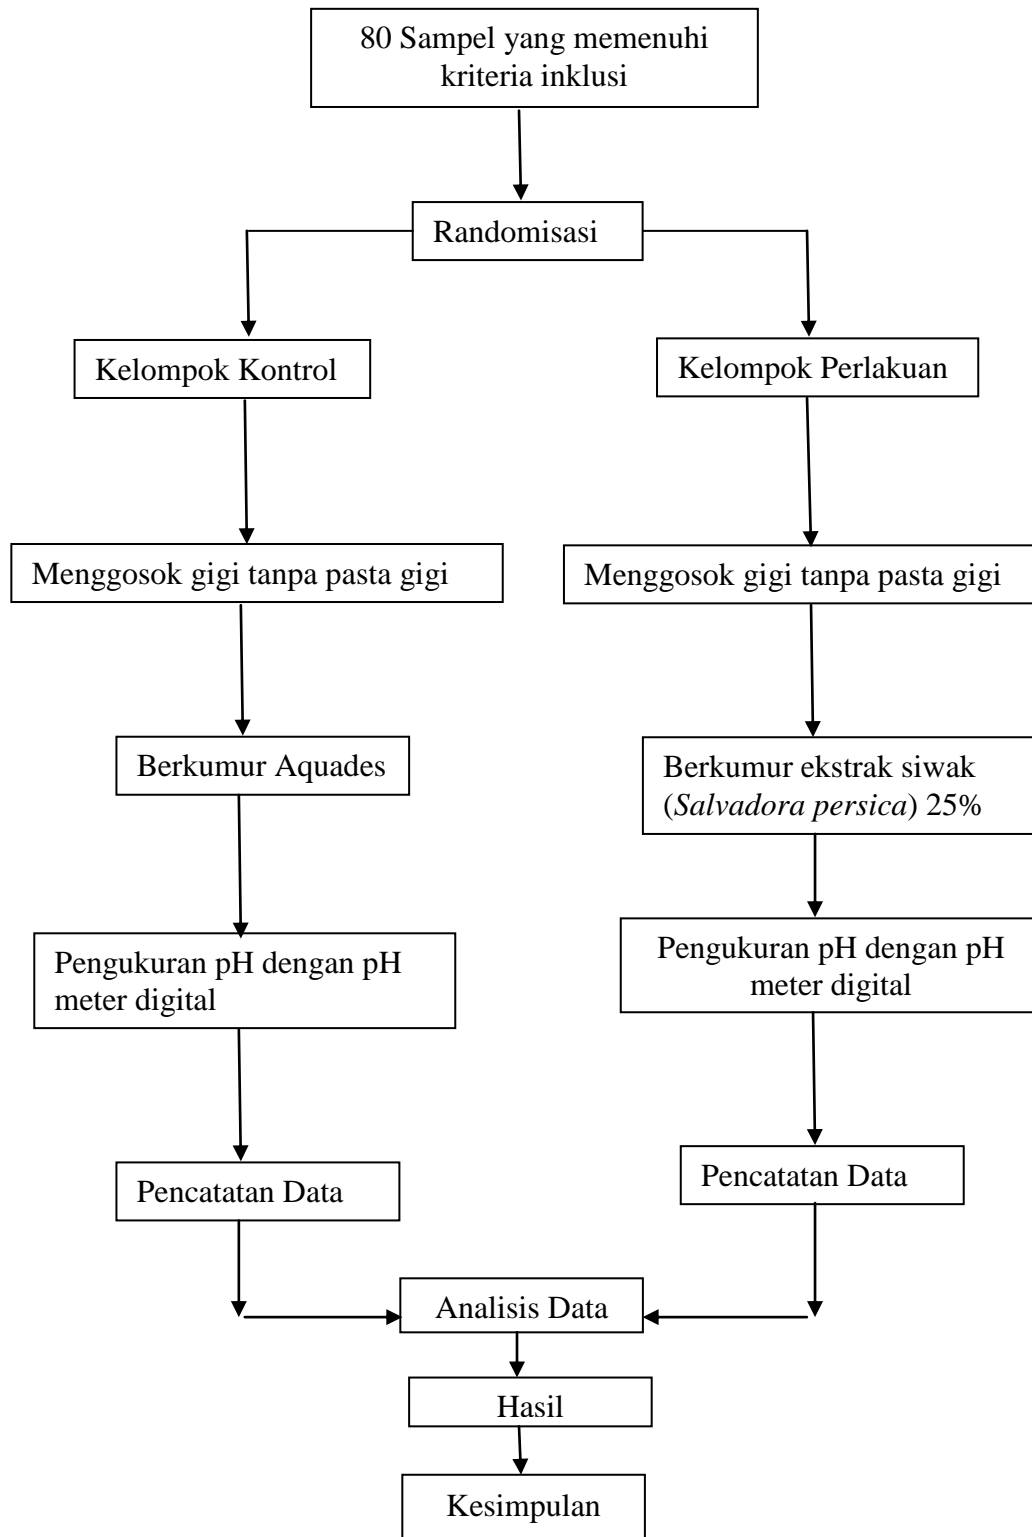 80 Sampel yang memenuhi
kriteria inklusi
Randomisasi
Kelompok Kontrol
Kelompok Perlakuan
Menggosok gigi tanpa pasta gigi
Menggosok gigi tanpa pasta gigi
Berkumur Aquades
Berkumur ekstrak siwak
(Salvadora persica) 25%
Pengukuran pH dengan pH
meter digital
Pengukuran pH dengan pH
meter digital
Pencatatan Data
Pencatatan Data
Analisis Data
Hasil
Kesimpulan